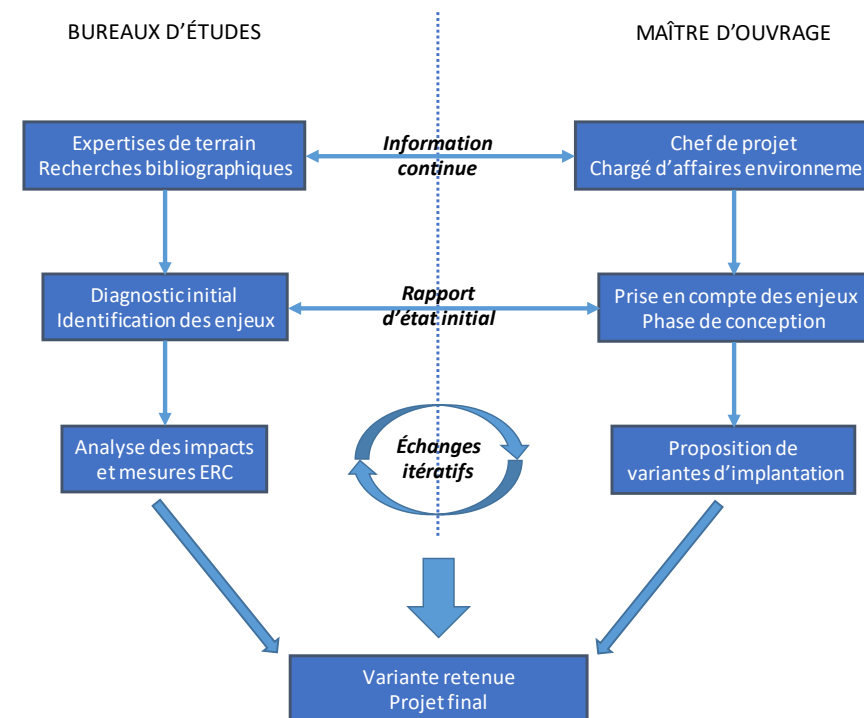 BUREAUX D'ÉTUDES
MAÎTRE D'OUVRAGE
Expertises de terrain
Recherches bibliographiques
Information
continue
Chef de projet
Chargé d'affaires environneme
Diagnostic initial
Identification des enjeux
Rapport
d'état initial
Prise en compte des enjeux
Phase de conception
Analyse des impacts
et mesures ERC
Échanges
itératifs
Proposition de
variantes d'implantation
Variante retenue
Projet final